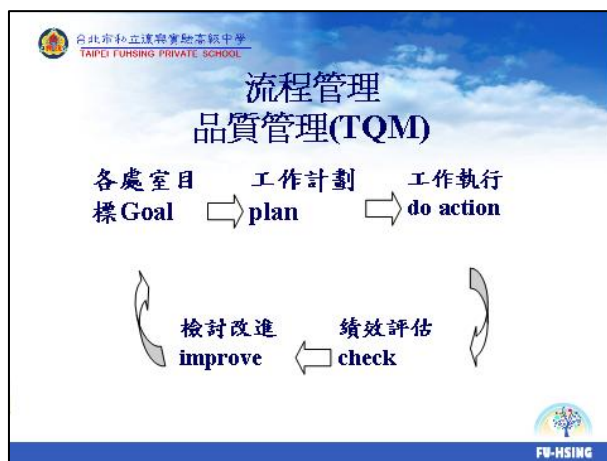 台北市私立復興實驗高級中學
TAIPEI FUHSING PRIVATE SCHOOL
流程管理
品質管理(TQM)
各處室目
標Goal
工作計劃
plan
工作執行
do action
檢討改進
improve
績效評估
check
FU-HSING